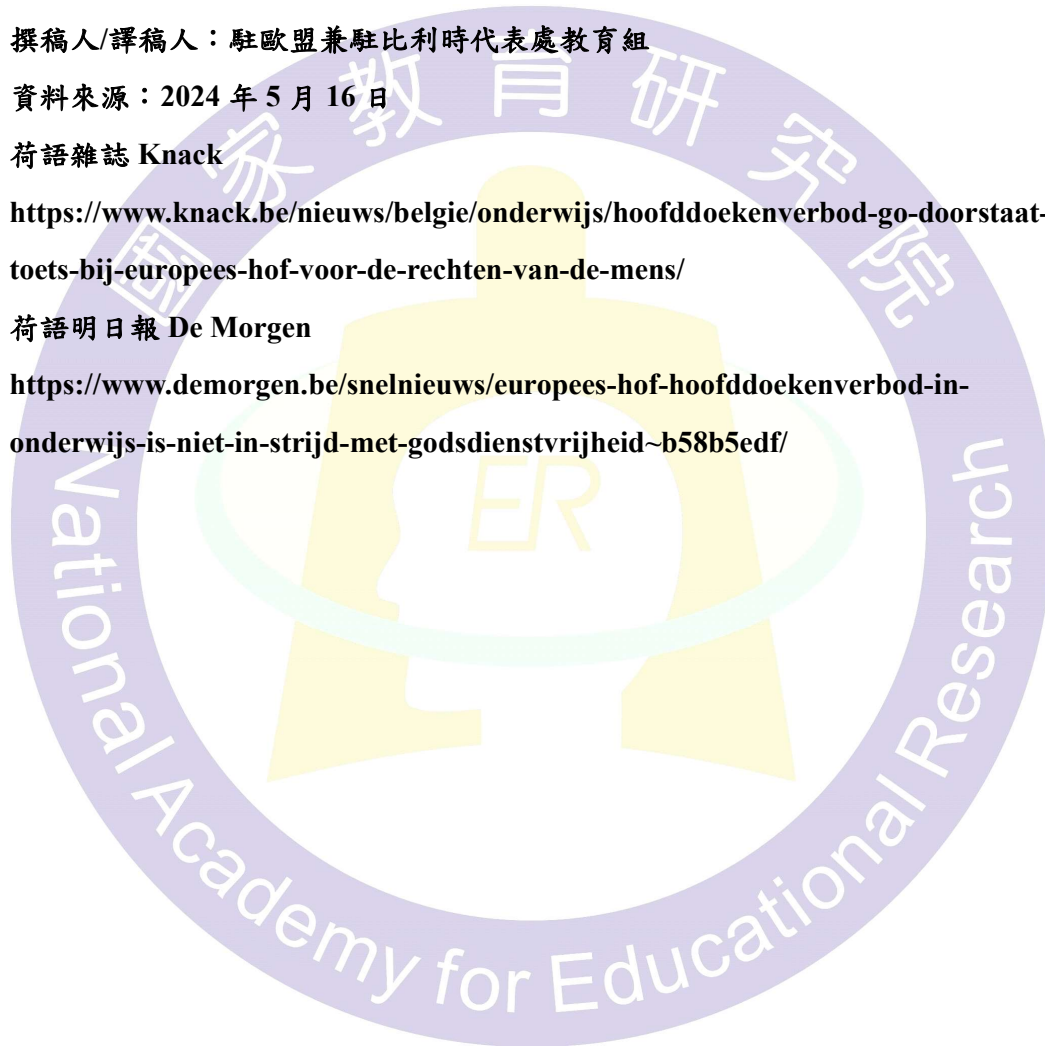 撰稿人/譯稿人：駐歐盟兼駐比利時代表處教育組
資料來源：2024 年 5 月 16 日
荷語雜誌 Knack
https://www.knack.be/nieuws/belgie/onderwijs/hoofddoekenverbod-go-doorstaat-
toets-bij-europees-hof-voor-de-rechten-van-de-mens/
荷語明日報 De Morgen
https://www.demorgen.be/snelnieuws/europees-hof-hoofddoekenverbod-in-
onderwijs-is-niet-in-strijd-met-godsdienstvrijheid~b58b5edf/
國家教育研究院
ER
National Academy for Educational Research